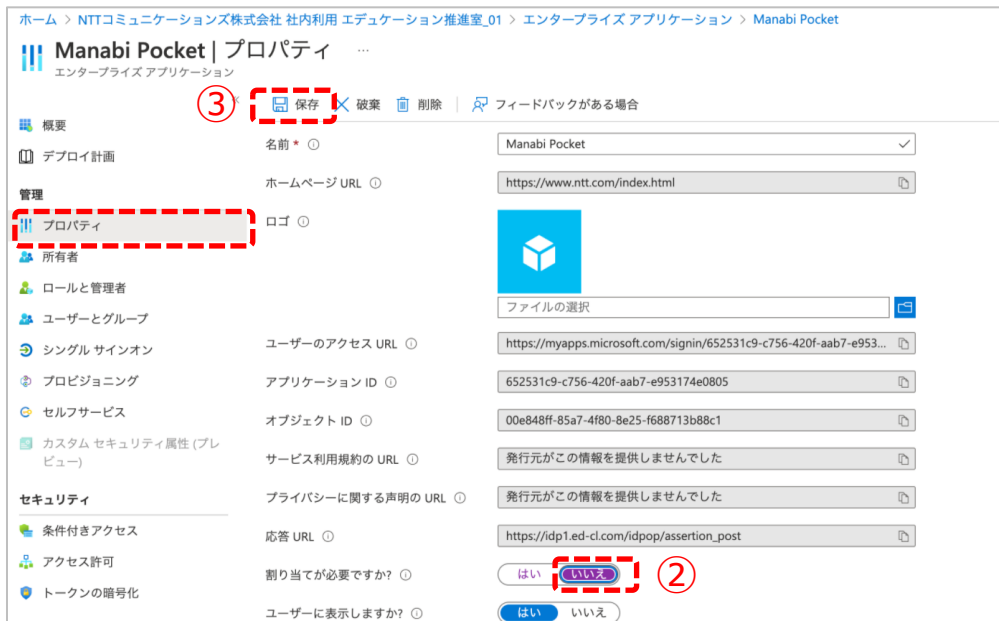 ホーム > NTTコミュニケーションズ株式会社 社内利用 エデュケーション推進室_01 > エンタープライズ アプリケーション > Manabi Pocket
Manabi Pocket | プロパティ ...
エンタープライズ アプリケーション
③ 保存 破棄 削除 フィードバックがある場合
概要
デプロイ計画
管理
プロパティ
所有者
ロールと管理者
ユーザーとグループ
シングル サインオン
プロビジョニング
セルフサービス
カスタム セキュリティ属性 (プレ
ビュー)
セキュリティ
条件付きアクセス
アクセス許可
トークンの暗号化
名前 * Manabi Pocket
ホームページ URL https://www.ntt.com/index.html
ロゴ
ファイルの選択
ユーザーのアクセス URL https://myapps.microsoft.com/signin/652531c9-c756-420f-aab7-e953...
アプリケーション ID 652531c9-c756-420f-aab7-e953174e0805
オブジェクト ID 00e848ff-85a7-4f80-8e25-f688713b88c1
サービス利用規約の URL 発行元がこの情報を提供しませんでした
プライバシーに関する声明の URL 発行元がこの情報を提供しませんでした
応答 URL https://idp1.ed-cl.com/idpop/assertion_post
割り当てが必要ですか? はい いいえ ②
ユーザーに表示しますか? はい いいえ